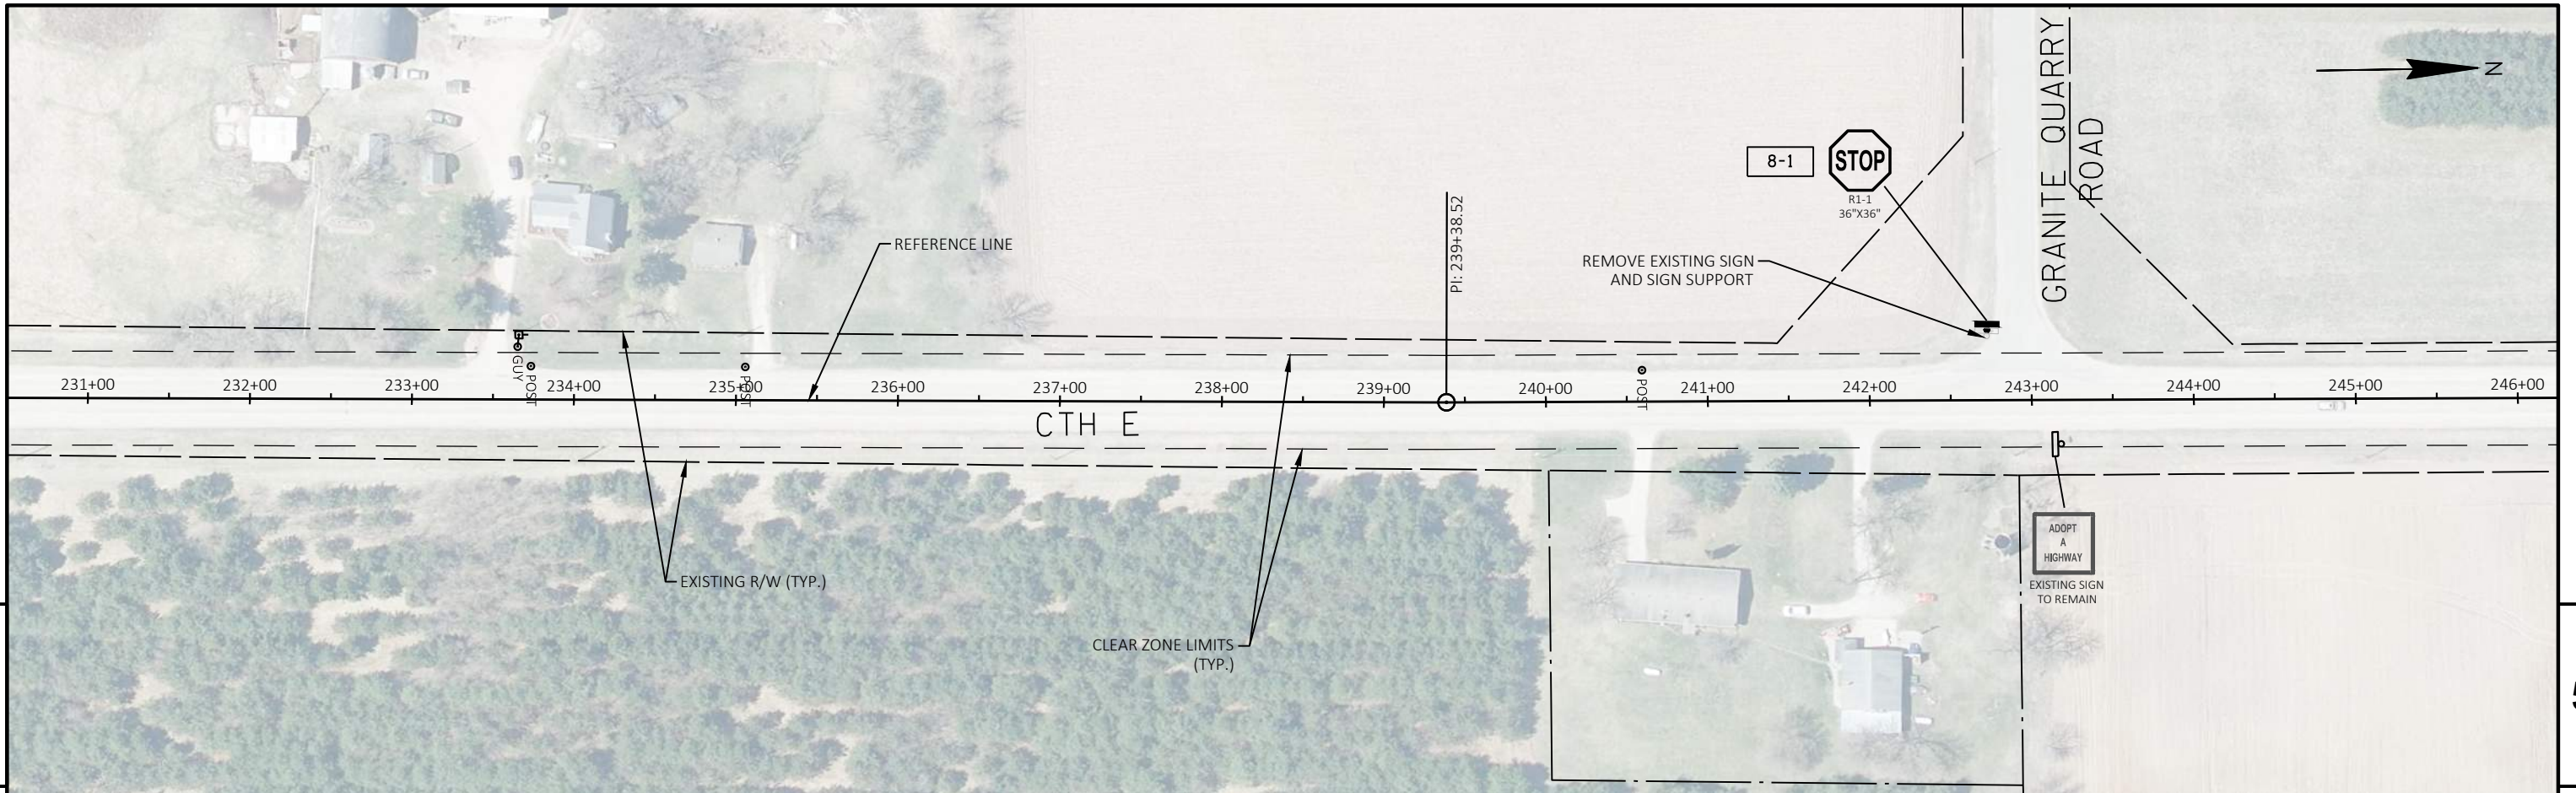 GRANITE QUARRY
ROAD
N
8-1
STOP
R1-1
36"X36"
PI: 239+38.52
REFERENCE LINE
REMOVE EXISTING SIGN
AND SIGN SUPPORT
GUY
POST
POST
POST
231+00 232+00 233+00 234+00 235+00 236+00 237+00 238+00 239+00 240+00 241+00 242+00 243+00 244+00 245+00 246+00
CTH E
ADOPT
A
HIGHWAY
EXISTING SIGN
TO REMAIN
EXISTING R/W (TYP.)
CLEAR ZONE LIMITS
(TYP.)